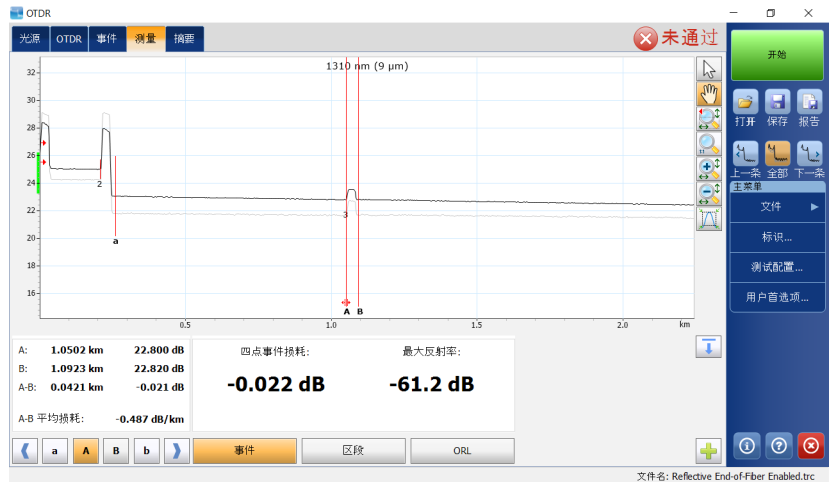 OTDR
光源 OTDR 事件 测量 摘要
未通过
1310 nm (9 µm)
32
30
28
26
24
22
20
18
16
2
a
3
A B
0.5 1.0 1.5 2.0 km
A: 1.0502 km 22.800 dB
B: 1.0923 km 22.820 dB
A-B: 0.0421 km -0.021 dB
A-B 平均损耗: -0.487 dB/km
四点事件损耗: 最大反射率:
-0.022 dB -61.2 dB
a A B b 事件 区段 ORL
开始
打开 保存 报告
上一条 全部 下一条
主菜单
文件
标识...
测试配置...
用户首选项...
文件名: Reflective End-of-Fiber Enabled.trc